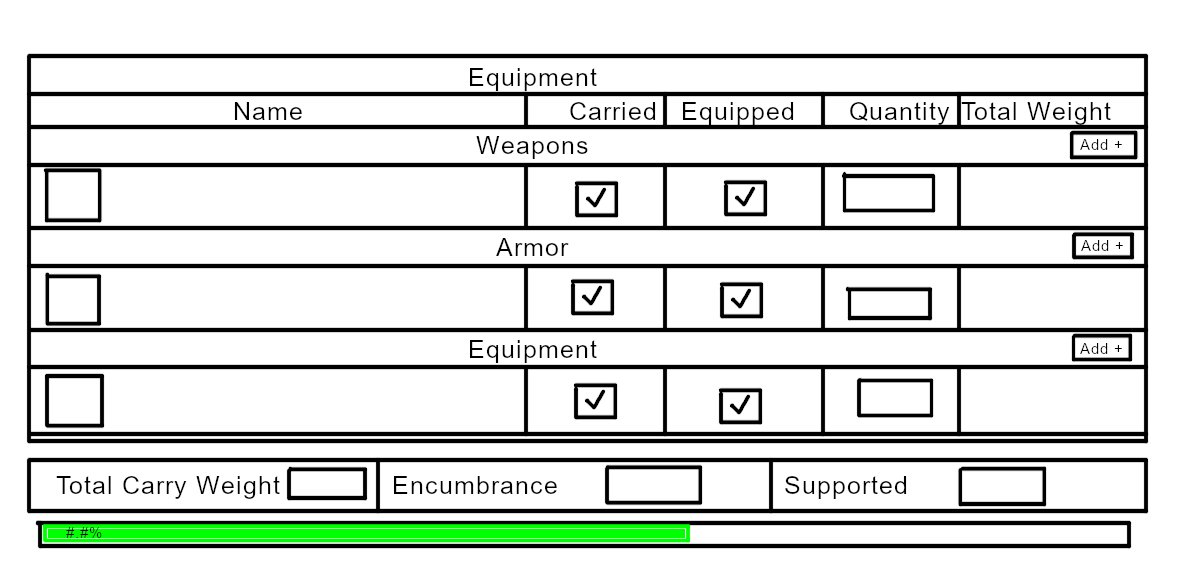 Equipment
Name Carried Equipped Quantity Total Weight
Weapons Add +
Armor Add +
Equipment Add +
Total Carry Weight Encumbrance Supported
#.#%